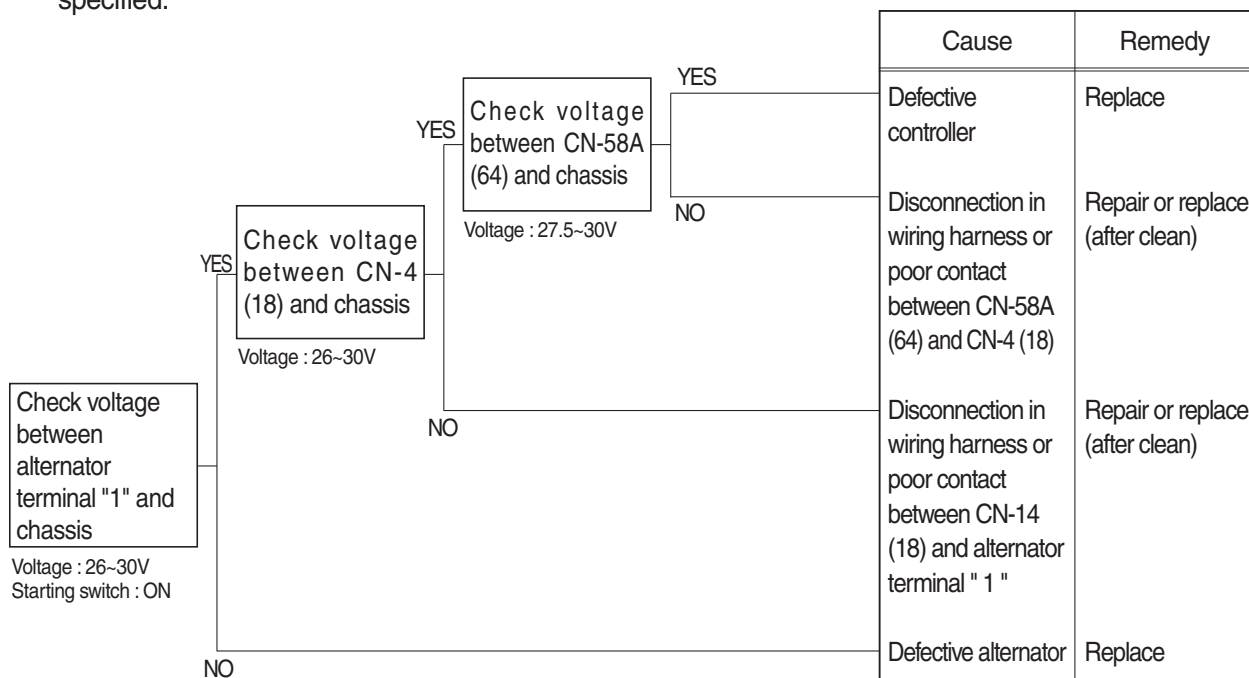 specified.
Cause
Remedy
YES
Check voltage
between CN-58A
(64) and chassis
Voltage : 27.5~30V
YES
NO
Defective
controller
Replace
Disconnection in
wiring harness or
poor contact
between CN-58A
(64) and CN-4 (18)
Repair or replace
(after clean)
YES
Check voltage
between CN-4
(18) and chassis
Voltage : 26~30V
NO
Disconnection in
wiring harness or
poor contact
between CN-14
(18) and alternator
terminal " 1 "
Repair or replace
(after clean)
Check voltage
between
alternator
terminal "1" and
chassis
Voltage : 26~30V
Starting switch : ON
NO
Defective alternator
Replace